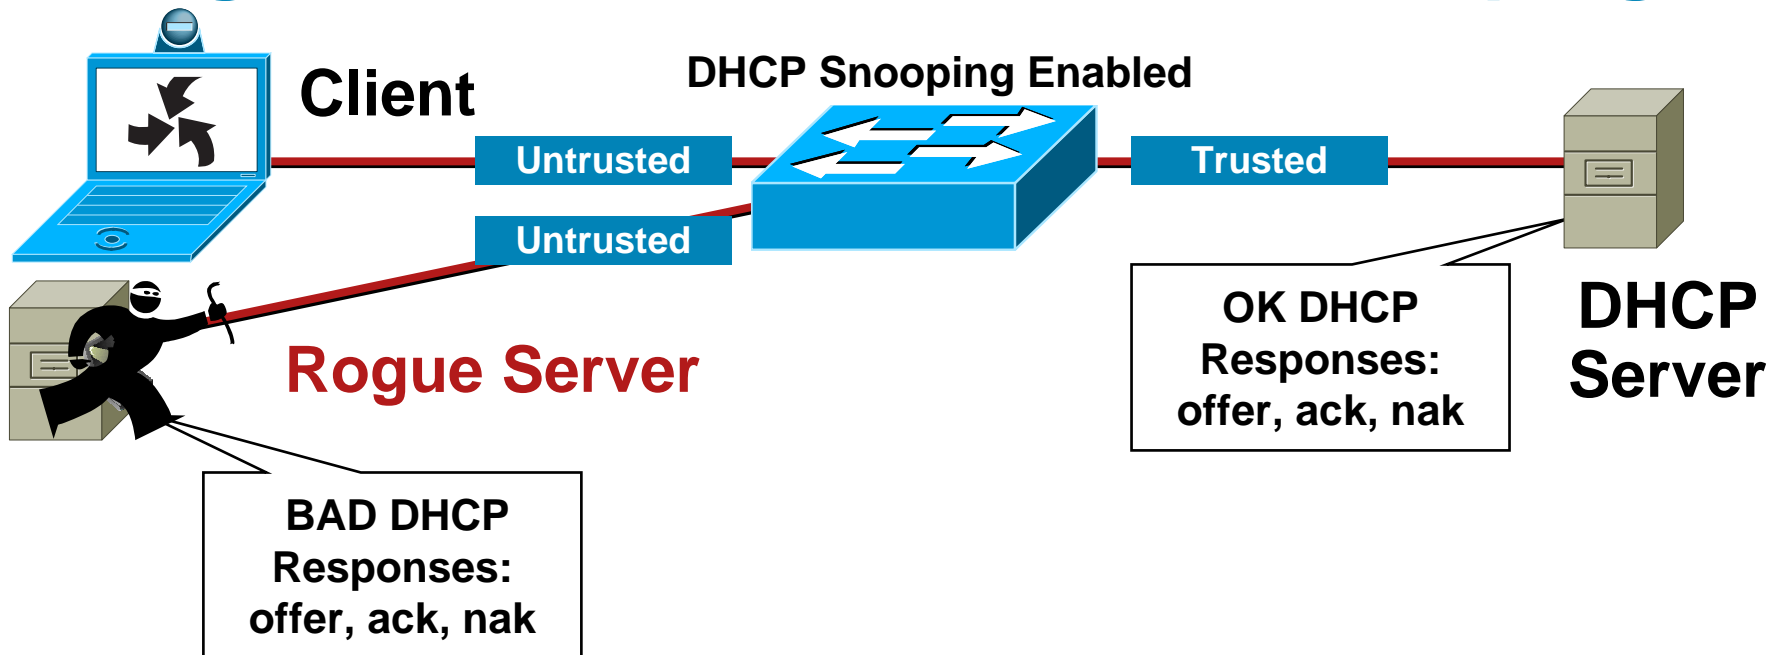 DHCP Snooping Enabled
Client
Untrusted
Trusted
Untrusted
OK DHCP
Responses:
offer, ack, nak
DHCP
Server
Rogue Server
BAD DHCP
Responses:
offer, ack, nak